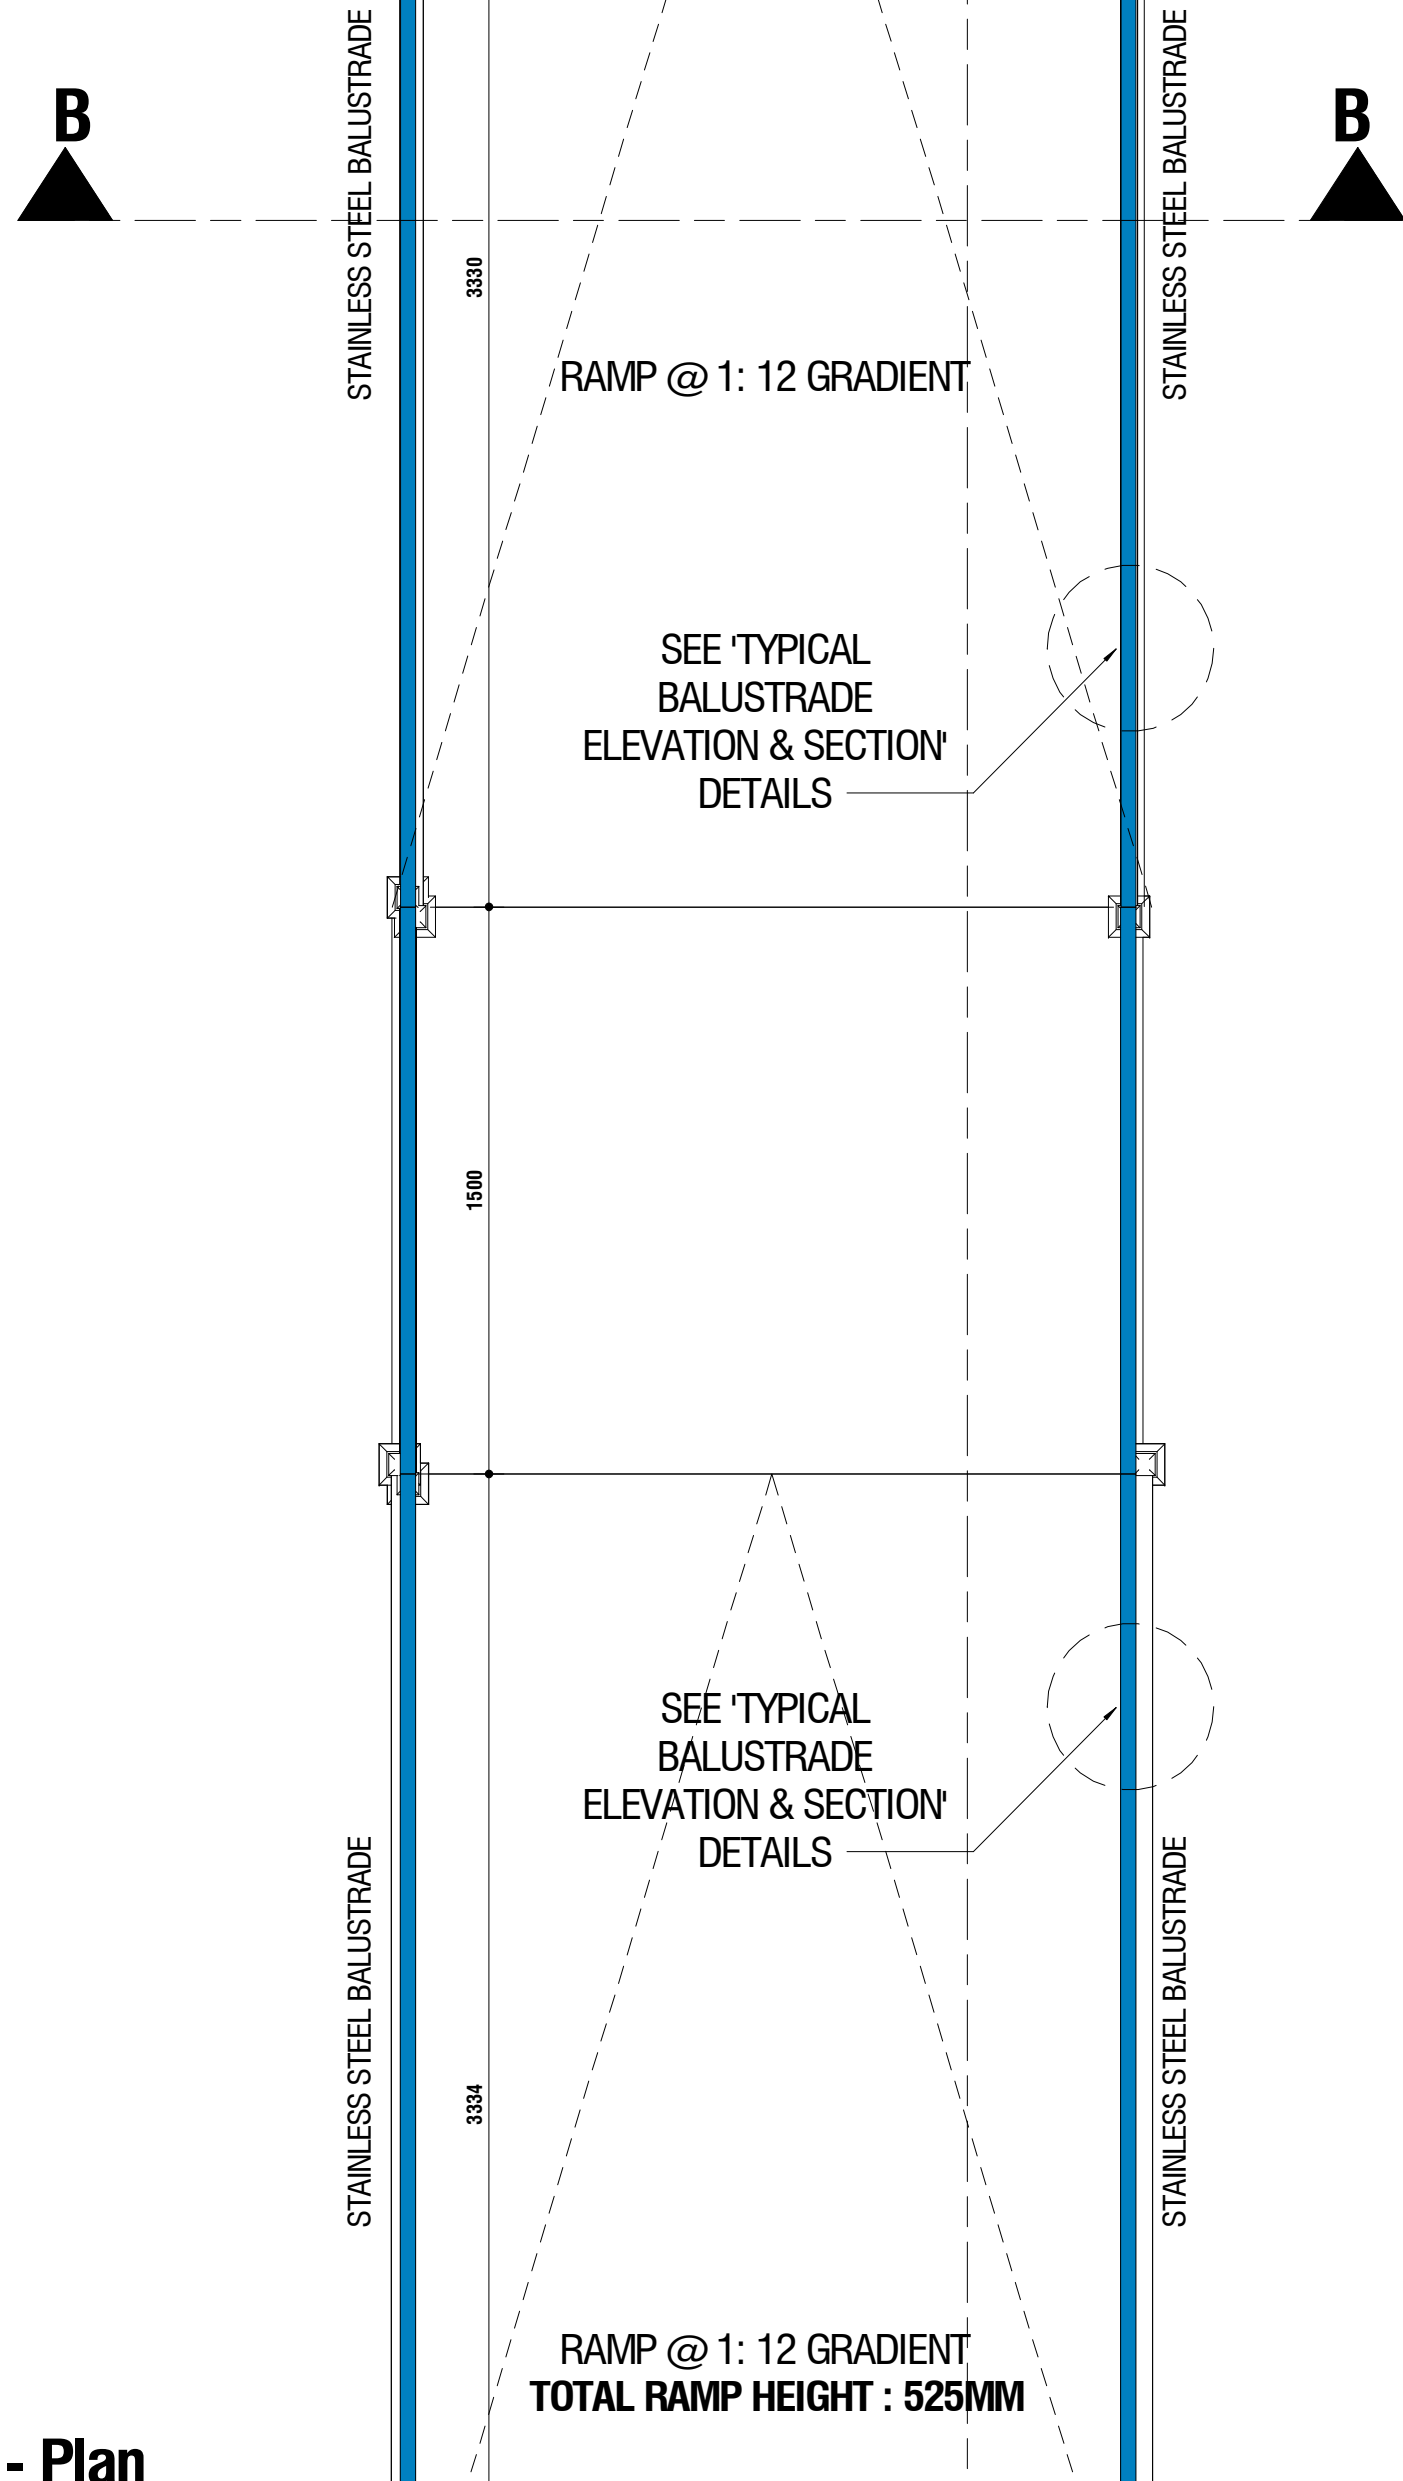 STAINLESS STEEL BALUSTRADE
STAINLESS STEEL BALUSTRADE
B
B
3330
RAMP @ 1: 12 GRADIENT
SEE 'TYPICAL
BALUSTRADE
ELEVATION & SECTION'
DETAILS
1500
SEE 'TYPICAL
BALUSTRADE
ELEVATION & SECTION'
DETAILS
STAINLESS STEEL BALUSTRADE
STAINLESS STEEL BALUSTRADE
3334
RAMP @ 1: 12 GRADIENT
TOTAL RAMP HEIGHT : 525MM
- Plan